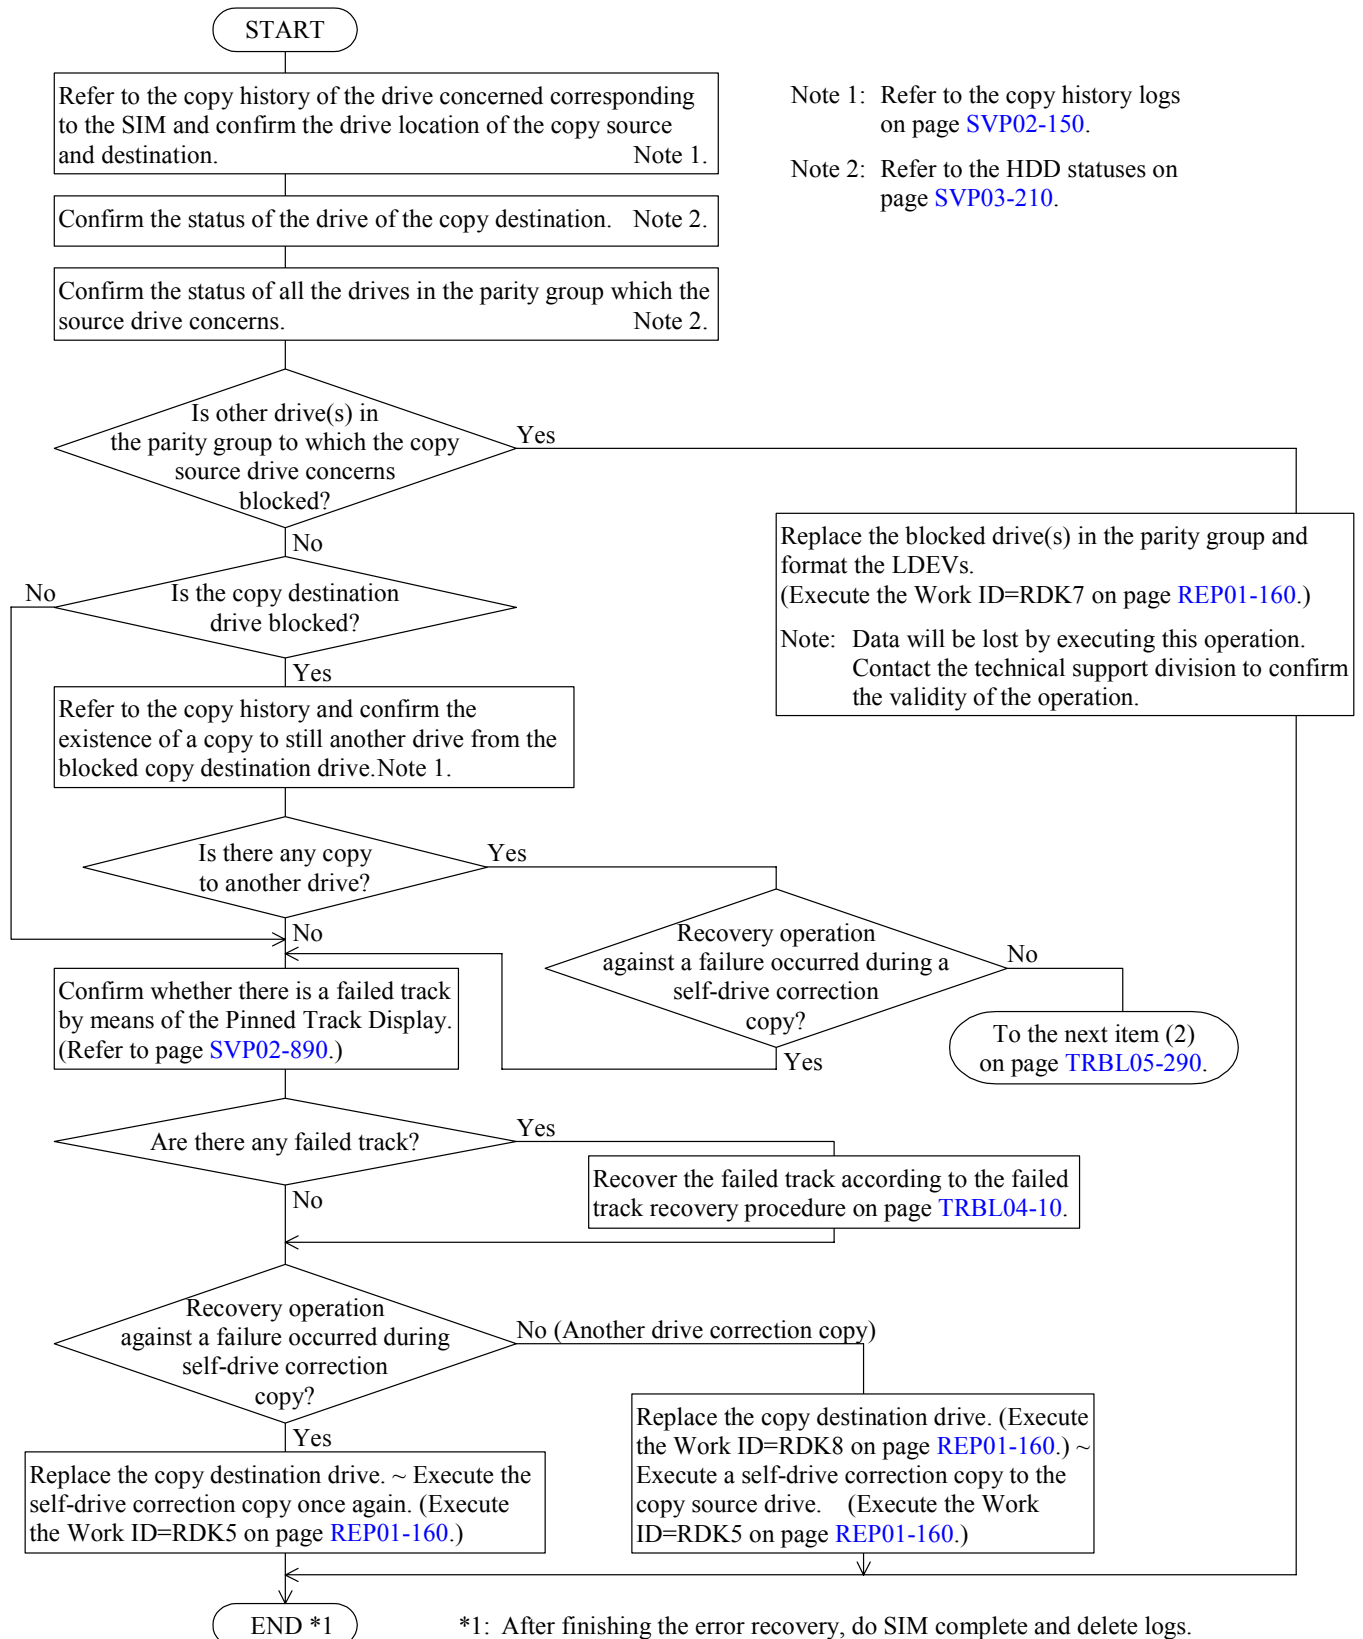 START
Refer to the copy history of the drive concerned corresponding
to the SIM and confirm the drive location of the copy source
and destination. Note 1.
Note 1: Refer to the copy history logs
on page SVP02-150.
Note 2: Refer to the HDD statuses on
page SVP03-210.
Confirm the status of the drive of the copy destination. Note 2.
Confirm the status of all the drives in the parity group which the
source drive concerns. Note 2.
Is other drive(s) in
the parity group to which the copy
source drive concerns
blocked?
Yes
No
Replace the blocked drive(s) in the parity group and
format the LDEVs.
(Execute the Work ID=RDK7 on page REP01-160.)
Note: Data will be lost by executing this operation.
Contact the technical support division to confirm
the validity of the operation.
No
Is the copy destination
drive blocked?
Yes
Refer to the copy history and confirm the
existence of a copy to still another drive from the
blocked copy destination drive.Note 1.
Is there any copy
to another drive?
Yes
No
Recovery operation
against a failure occurred during a
self-drive correction
copy?
No
Yes
To the next item (2)
on page TRBL05-290.
Confirm whether there is a failed track
by means of the Pinned Track Display.
(Refer to page SVP02-890.)
Are there any failed track?
Yes
No
Recover the failed track according to the failed
track recovery procedure on page TRBL04-10.
Recovery operation
against a failure occurred during
self-drive correction
copy?
No (Another drive correction copy)
Yes
Replace the copy destination drive. (Execute
the Work ID=RDK8 on page REP01-160.) ~
Execute a self-drive correction copy to the
copy source drive. (Execute the Work
ID=RDK5 on page REP01-160.)
Replace the copy destination drive. ~ Execute the
self-drive correction copy once again. (Execute
the Work ID=RDK5 on page REP01-160.)
END *1
*1: After finishing the error recovery, do SIM complete and delete logs.